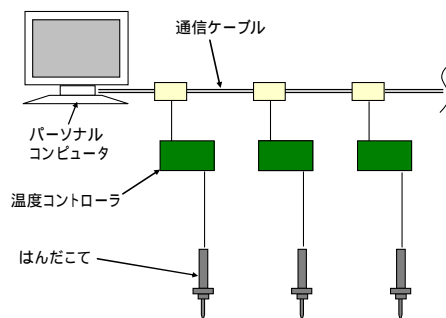 通信ケーブル
パーソナル
コンピュータ
温度コントローラ
はんだこて